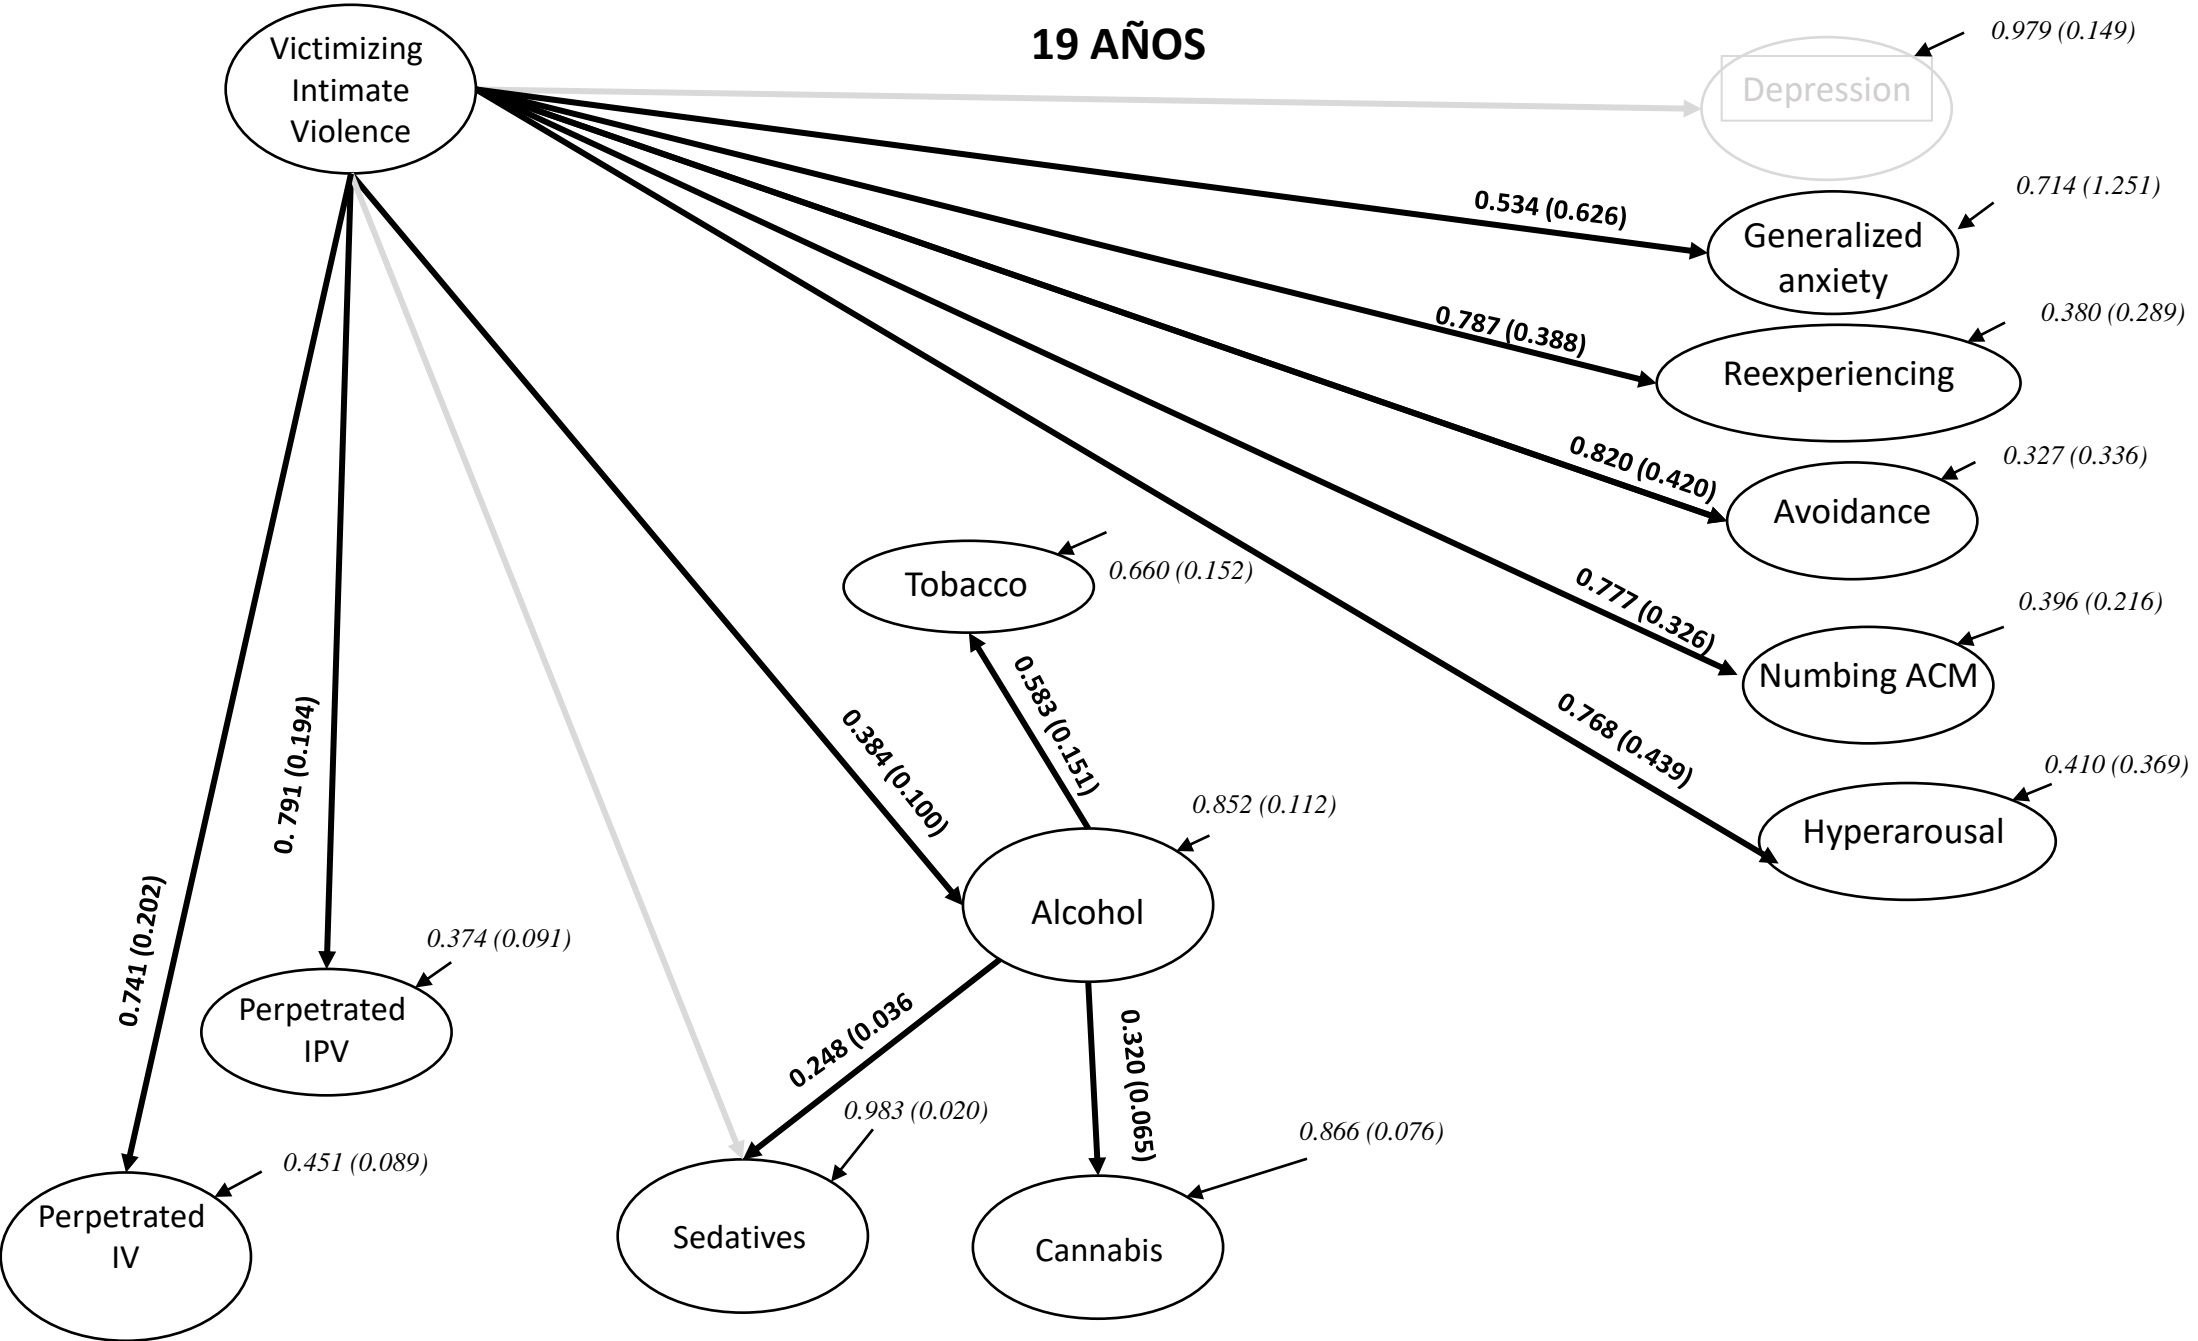 19 AÑOS
Victimizing
Intimate
Violence
0.979 (0.149)
Depression
0.714 (1.251)
0.534 (0.626)
Generalized
anxiety
0.380 (0.289)
0.787 (0.388)
Reexperiencing
0.327 (0.336)
0.820 (0.420)
Avoidance
0.396 (0.216)
0.777 (0.326)
Numbing ACM
0.410 (0.369)
0.768 (0.439)
Hyperarousal
Tobacco
0.660 (0.152)
0.583 (0.151)
0.384 (0.100)
0.852 (0.112)
Alcohol
0. 791 (0.194)
0.741 (0.202)
0.374 (0.091)
Perpetrated
IPV
0.248 (0.036
0.320 (0.065)
0.983 (0.020)
0.866 (0.076)
0.451 (0.089)
Perpetrated
IV
Sedatives
Cannabis